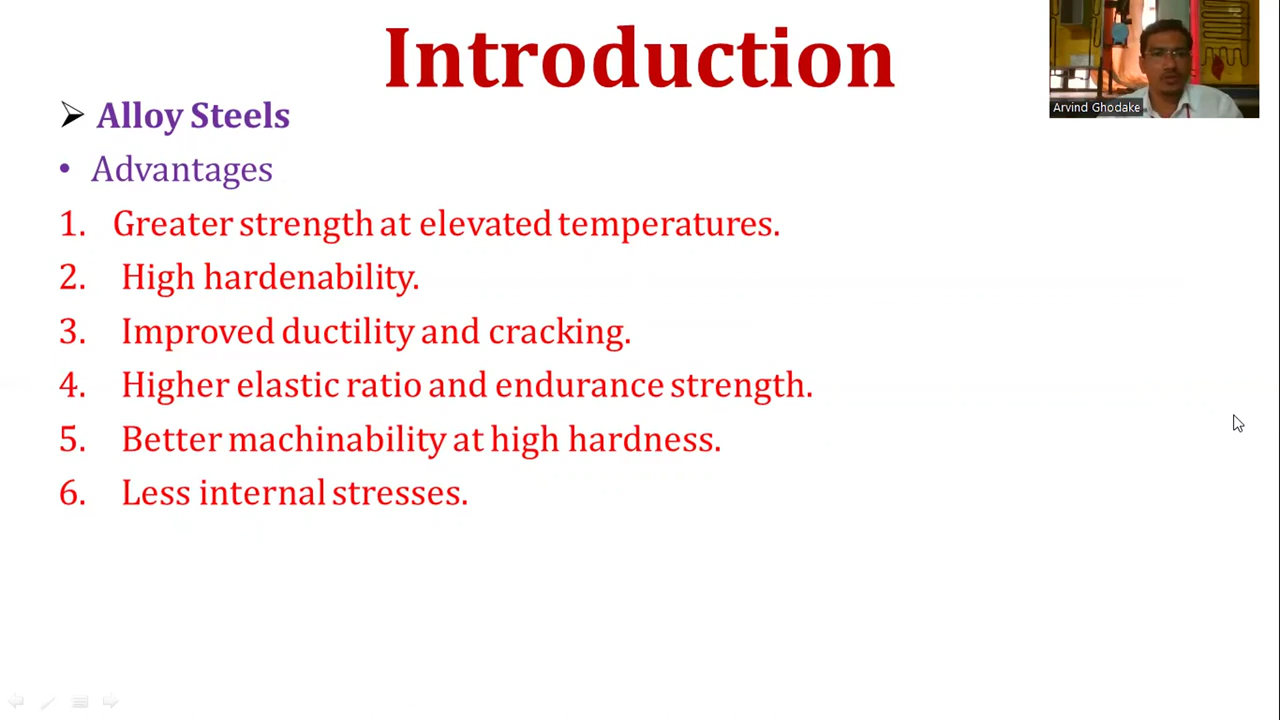 Introduction
Arvind Ghodake
➢ Alloy Steels
• Advantages
1. Greater strength at elevated temperatures.
2. High hardenability.
3. Improved ductility and cracking.
4. Higher elastic ratio and endurance strength.
5. Better machinability at high hardness.
6. Less internal stresses.